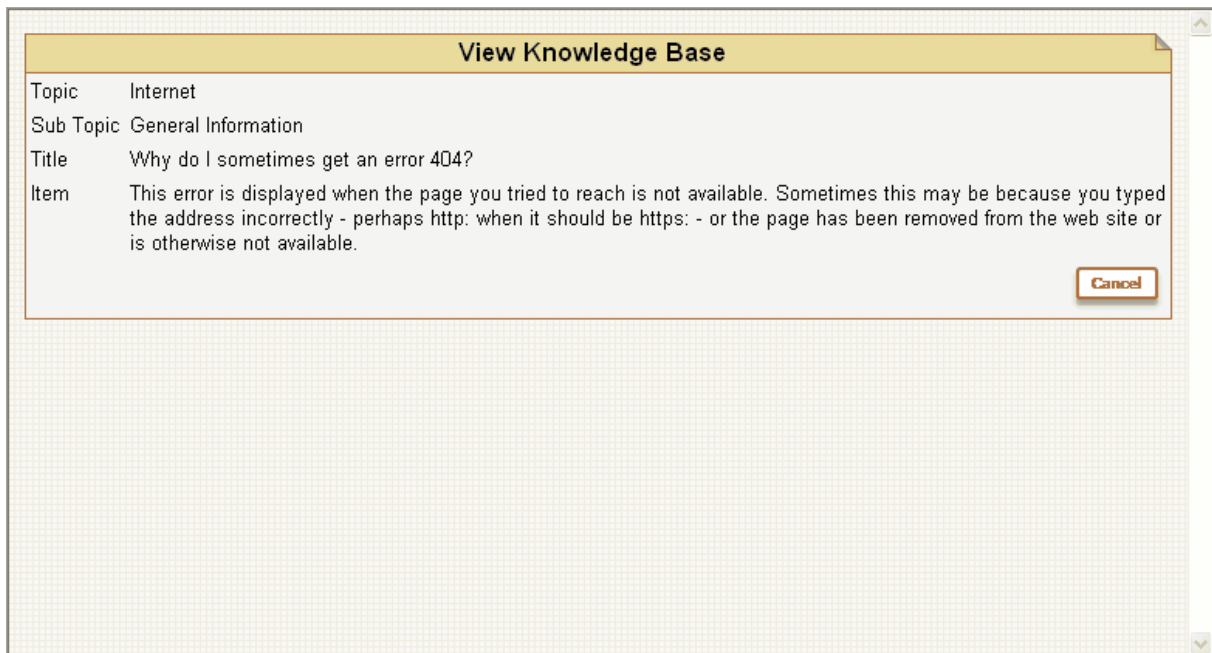 View Knowledge Base
Topic Internet
Sub Topic General Information
Title Why do I sometimes get an error 404?
Item This error is displayed when the page you tried to reach is not available. Sometimes this may be because you typed
the address incorrectly - perhaps http: when it should be https: - or the page has been removed from the web site or
is otherwise not available.
Cancel